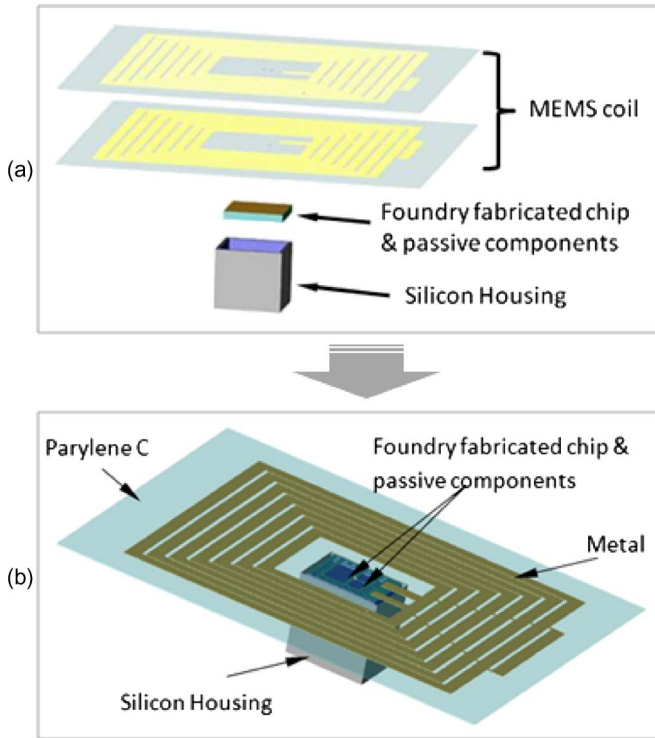 (a)
MEMS coil
Foundry fabricated chip
& passive components
Silicon Housing
(b)
Parylene C
Foundry fabricated chip &
passive components
Metal
Silicon Housing